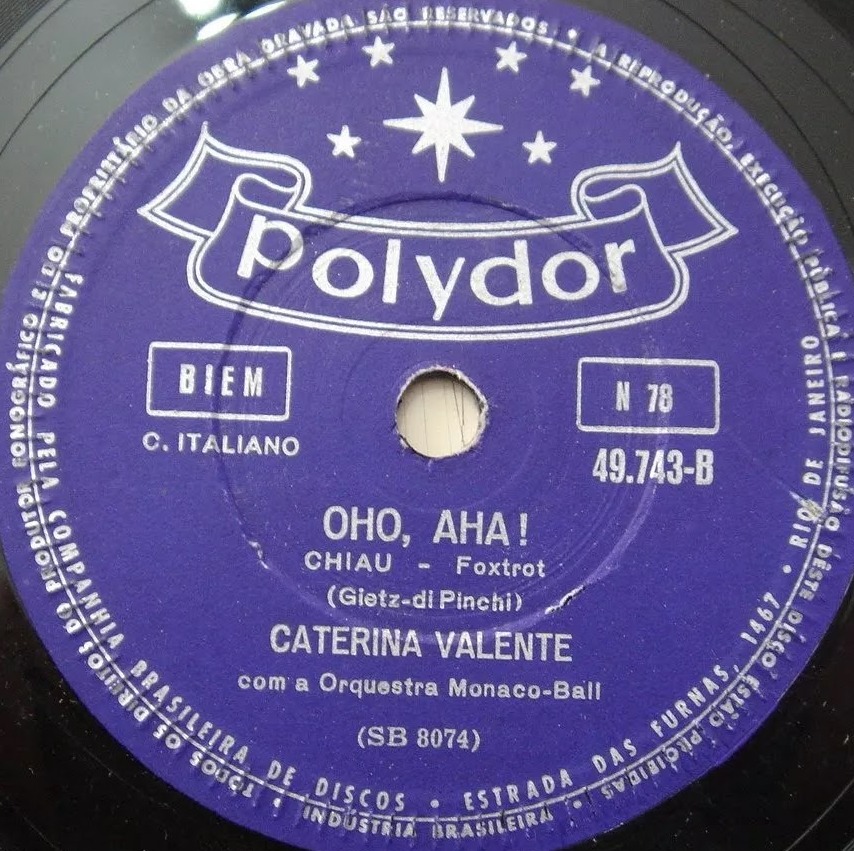 polydor
BIEM
N 78
C. ITALIANO
49.743-B
OHO, AHA!
CHIAU - Foxtrot
(Gietz-di Pinchi)
CATERINA VALENTE
com a Orquestra Monaco-Ball
(SB 8074)
FABRICADO PELA COMPANHIA BRASILEIRA DE DISCOS • ESTRADA DAS FURNAS, 1467 • RIO DE JANEIRO
TODOS OS DIREITOS DO PRODUTOR FONOGRÁFICO E DO PROPRIETÁRIO DA OBRA GRAVADA SÃO RESERVADOS • A REPRODUÇÃO, EXECUÇÃO PÚBLICA E RADIODIFUSÃO DÊSTE DISCO ESTÃO PROIBIDAS • INDÚSTRIA BRASILEIRA •